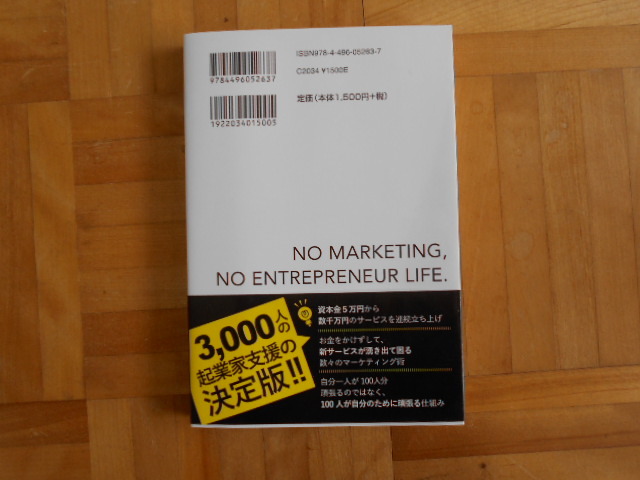 ISBN978-4-496-05263-7
C2034 ¥1500E
定価(本体1,500円+税)
9784496052637
1922034015005
NO MARKETING,
NO ENTREPRENEUR LIFE.
3,000人の
起業家支援の
決定版!!
資本金5万円から
数千万円のサービスを連続立ち上げ
お金をかけずして、
新サービスが湧き出て困る
数々のマーケティング術
自分一人が100人分
頑張るのではなく、
100人が自分のために頑張る仕組み